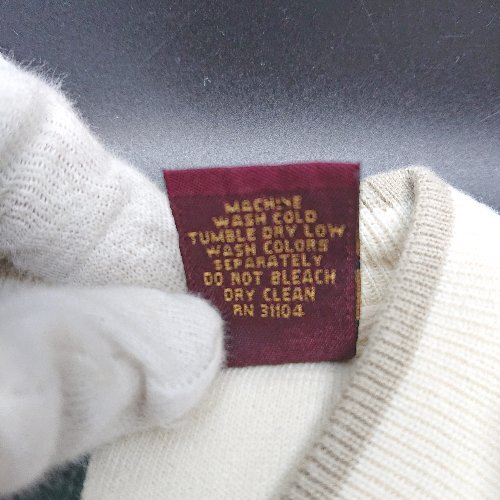 MACHINE
WASH COLD
TUMBLE DRY LOW
WASH COLORS
SEPARATELY
DO NOT BLEACH
DRY CLEAN
RN 31104